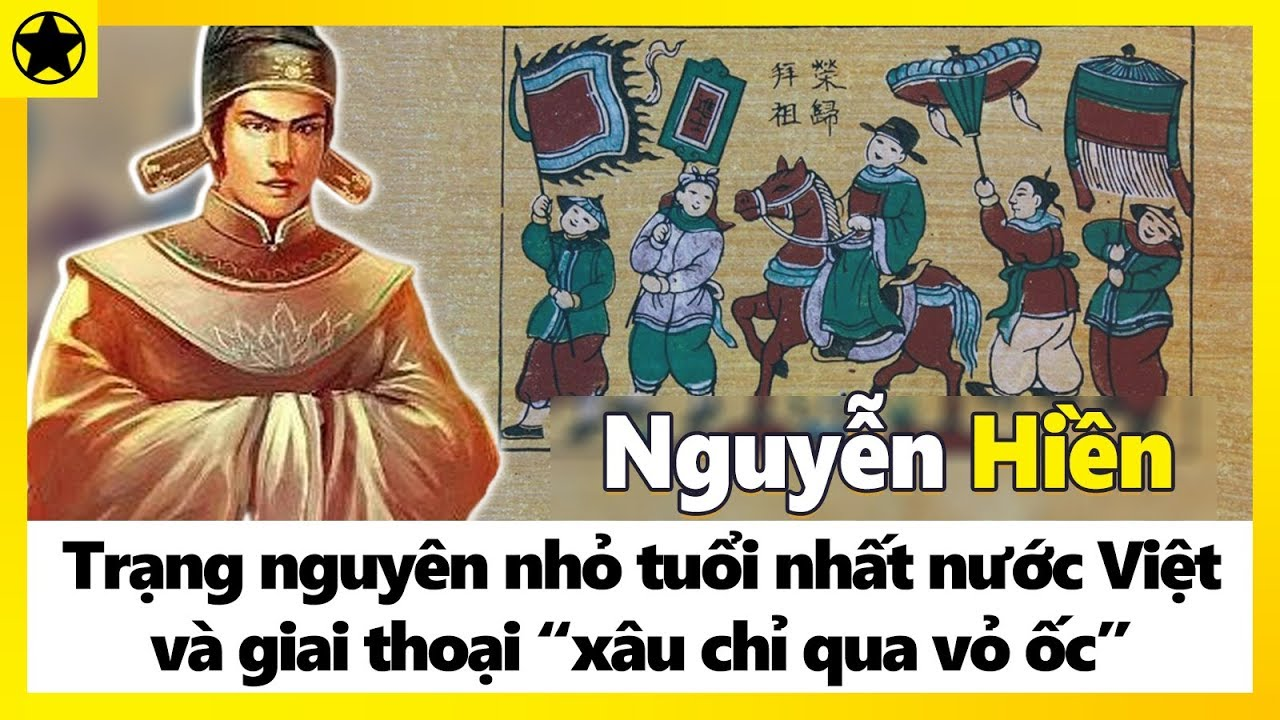 榮歸
拜祖
Nguyễn Hiền
Trạng nguyên nhỏ tuổi nhất nước Việt
và giai thoại “xâu chỉ qua vỏ ốc”